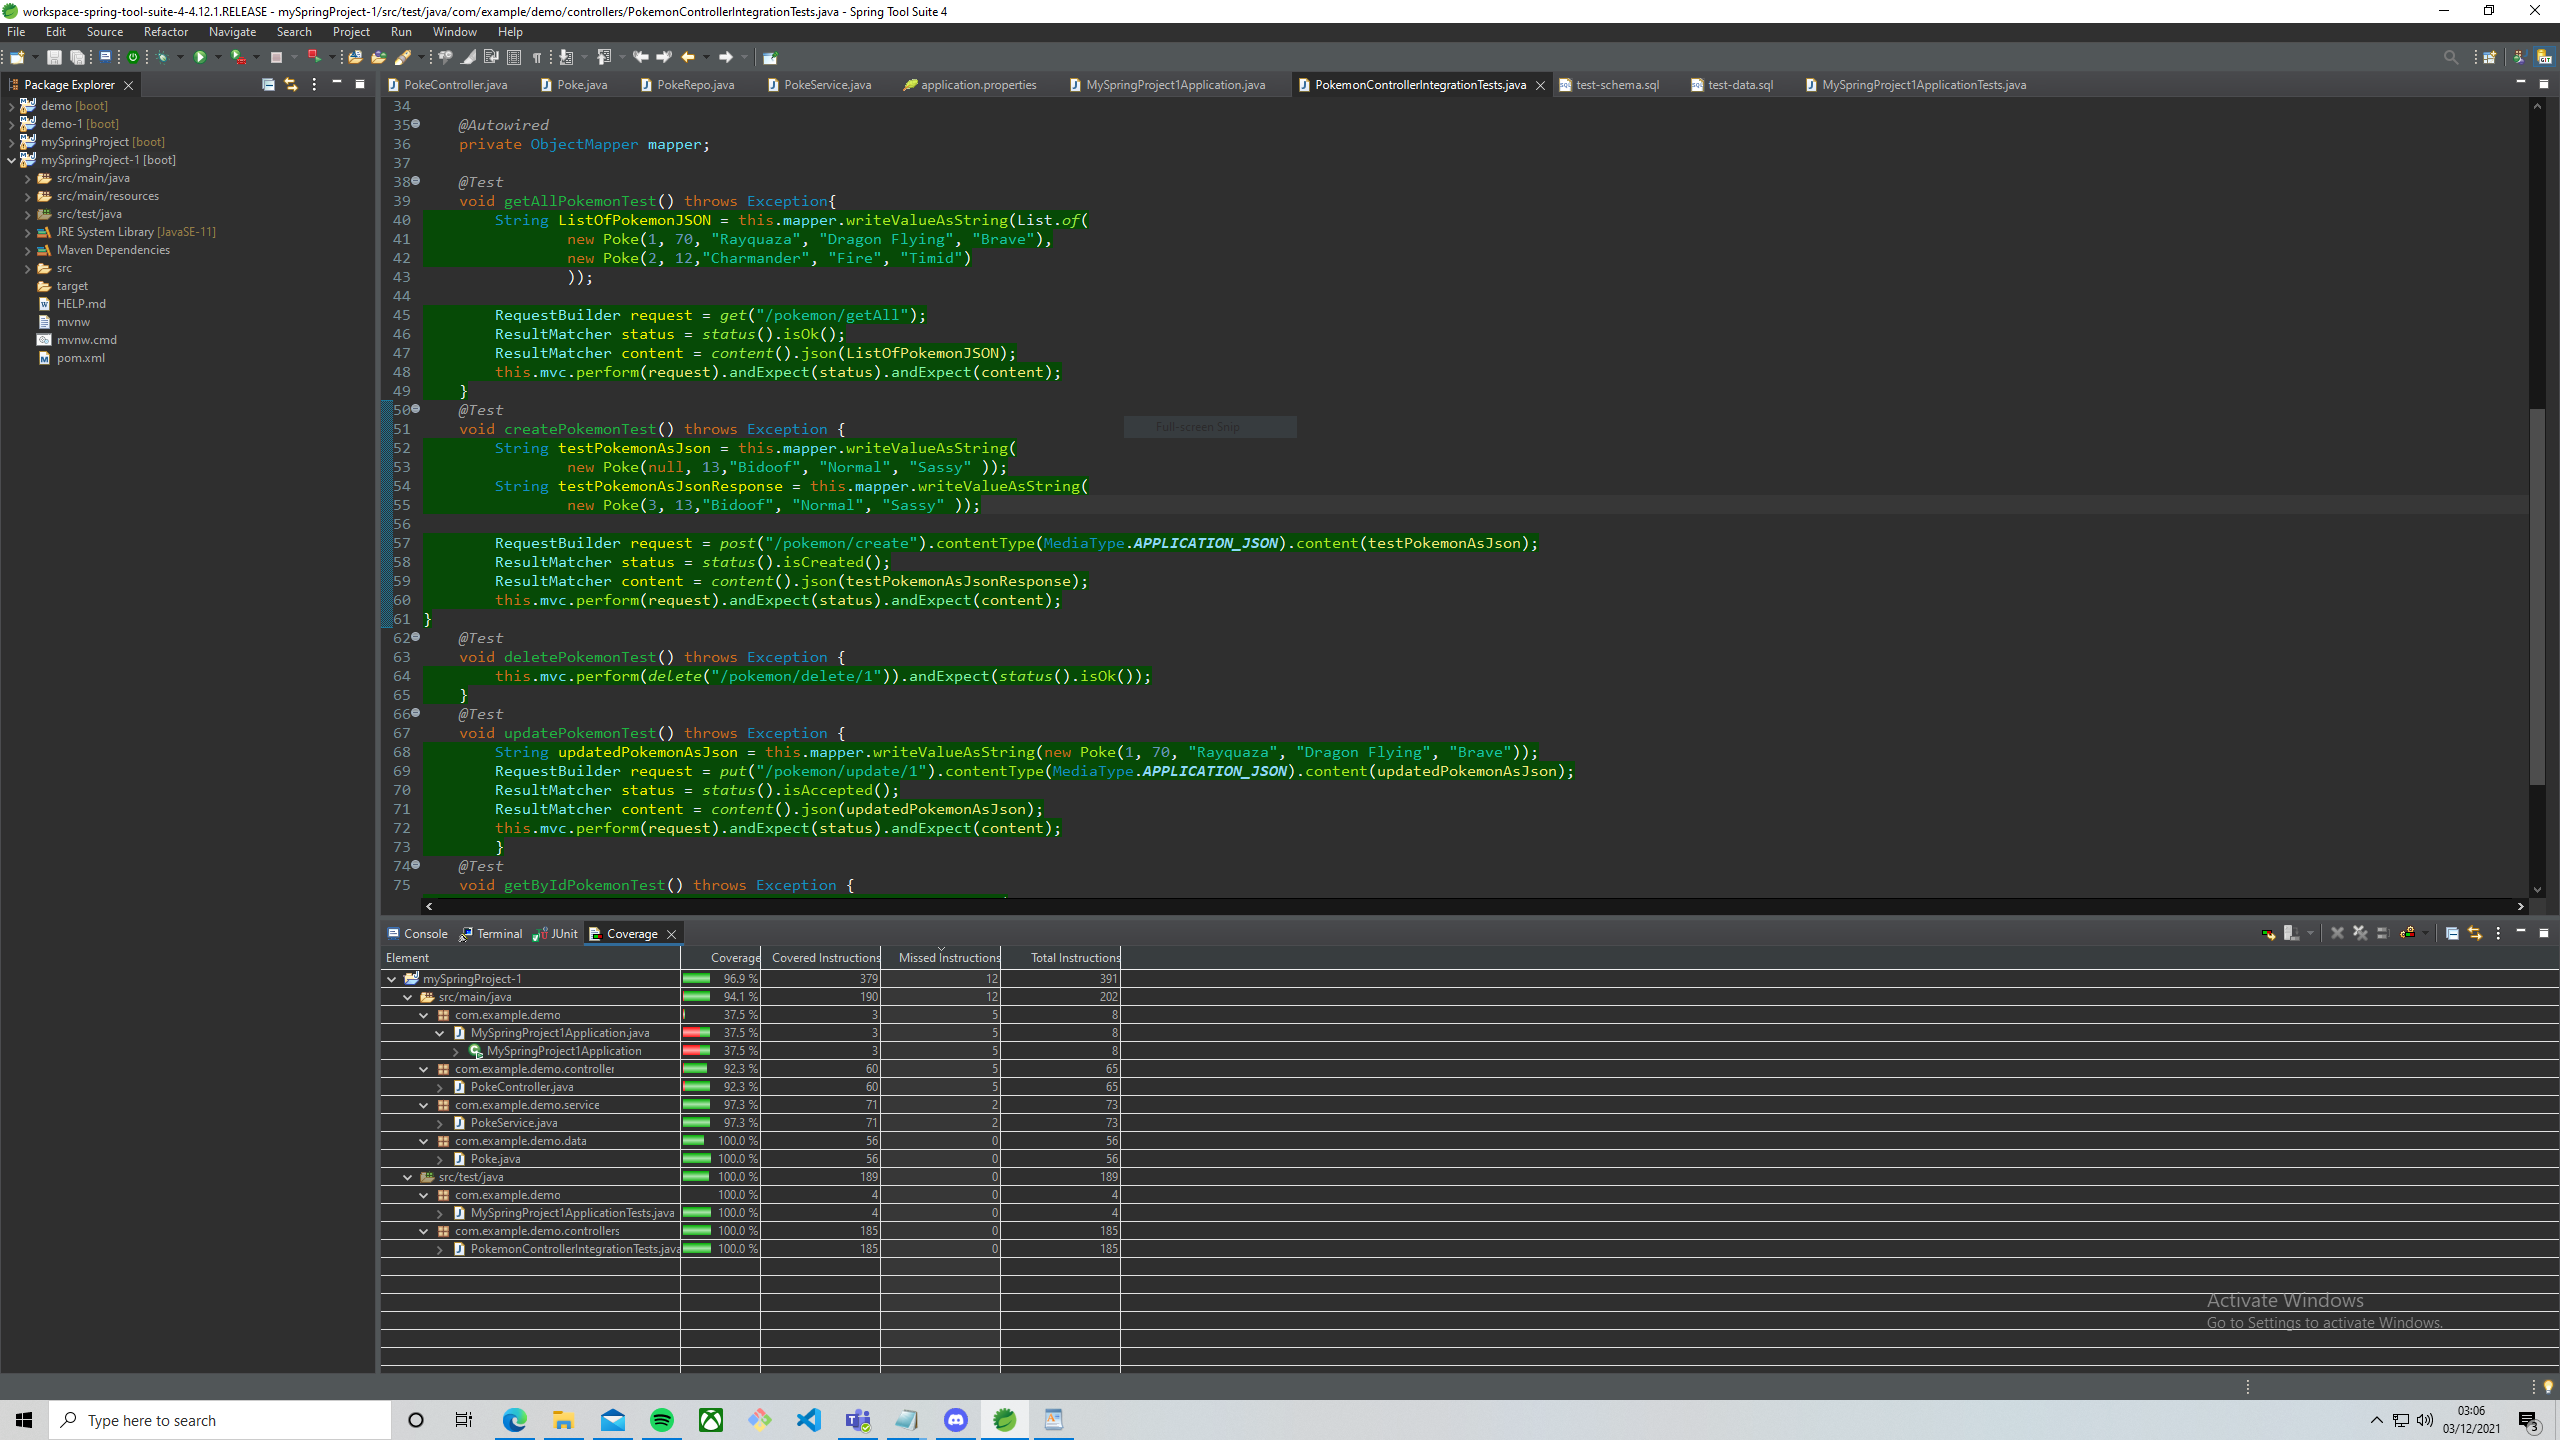 workspace-spring-tool-suite-4-4.12.1.RELEASE - mySpringProject-1/src/test/java/com/example/demo/controllers/PokemonControllerIntegrationTests.java - Spring Tool Suite 4
File Edit Source Refactor Navigate Search Project Run Window Help
Package Explorer
demo [boot]
demo-1 [boot]
mySpringProject [boot]
mySpringProject-1 [boot]
src/main/java
src/main/resources
src/test/java
JRE System Library [JavaSE-11]
Maven Dependencies
src
target
HELP.md
mvnw
mvnw.cmd
pom.xml
PokeController.java Poke.java PokeRepo.java PokeService.java application.properties MySpringProject1Application.java PokemonControllerIntegrationTests.java test-schema.sql test-data.sql MySpringProject1ApplicationTests.java
34
35 @Autowired
36 private ObjectMapper mapper;
37
38 @Test
39 void getAllPokemonTest() throws Exception{
40 String ListOfPokemonJSON = this.mapper.writeValueAsString(List.of(
41 new Poke(1, 70, "Rayquaza", "Dragon Flying", "Brave"),
42 new Poke(2, 12,"Charmander", "Fire", "Timid")
43 ));
44
45 RequestBuilder request = get("/pokemon/getAll");
46 ResultMatcher status = status().isOk();
47 ResultMatcher content = content().json(ListOfPokemonJSON);
48 this.mvc.perform(request).andExpect(status).andExpect(content);
49 }
50 @Test
51 void createPokemonTest() throws Exception {
Full-screen Snip
52 String testPokemonAsJson = this.mapper.writeValueAsString(
53 new Poke(null, 13,"Bidoof", "Normal", "Sassy" ));
54 String testPokemonAsJsonResponse = this.mapper.writeValueAsString(
55 new Poke(3, 13,"Bidoof", "Normal", "Sassy" ));
56
57 RequestBuilder request = post("/pokemon/create").contentType(MediaType.APPLICATION_JSON).content(testPokemonAsJson);
58 ResultMatcher status = status().isCreated();
59 ResultMatcher content = content().json(testPokemonAsJsonResponse);
60 this.mvc.perform(request).andExpect(status).andExpect(content);
61 }
62 @Test
63 void deletePokemonTest() throws Exception {
64 this.mvc.perform(delete("/pokemon/delete/1")).andExpect(status().isOk());
65 }
66 @Test
67 void updatePokemonTest() throws Exception {
68 String updatedPokemonAsJson = this.mapper.writeValueAsString(new Poke(1, 70, "Rayquaza", "Dragon Flying", "Brave"));
69 RequestBuilder request = put("/pokemon/update/1").contentType(MediaType.APPLICATION_JSON).content(updatedPokemonAsJson);
70 ResultMatcher status = status().isAccepted();
71 ResultMatcher content = content().json(updatedPokemonAsJson);
72 this.mvc.perform(request).andExpect(status).andExpect(content);
73 }
74 @Test
75 void getByIdPokemonTest() throws Exception {
Console Terminal JUnit Coverage
Element Coverage Covered Instructions Missed Instructions Total Instructions
mySpringProject-1 96.9 % 379 12 391
src/main/java 94.1 % 190 12 202
com.example.demo 37.5 % 3 5 8
MySpringProject1Application.java 37.5 % 3 5 8
MySpringProject1Application 37.5 % 3 5 8
com.example.demo.controller 92.3 % 60 5 65
PokeController.java 92.3 % 60 5 65
com.example.demo.service 97.3 % 71 2 73
PokeService.java 97.3 % 71 2 73
com.example.demo.data 100.0 % 56 0 56
Poke.java 100.0 % 56 0 56
src/test/java 100.0 % 189 0 189
com.example.demo 100.0 % 4 0 4
MySpringProject1ApplicationTests.java 100.0 % 4 0 4
com.example.demo.controllers 100.0 % 185 0 185
PokemonControllerIntegrationTests.java 100.0 % 185 0 185
Activate Windows
Go to Settings to activate Windows.
Type here to search
03:06
03/12/2021
3